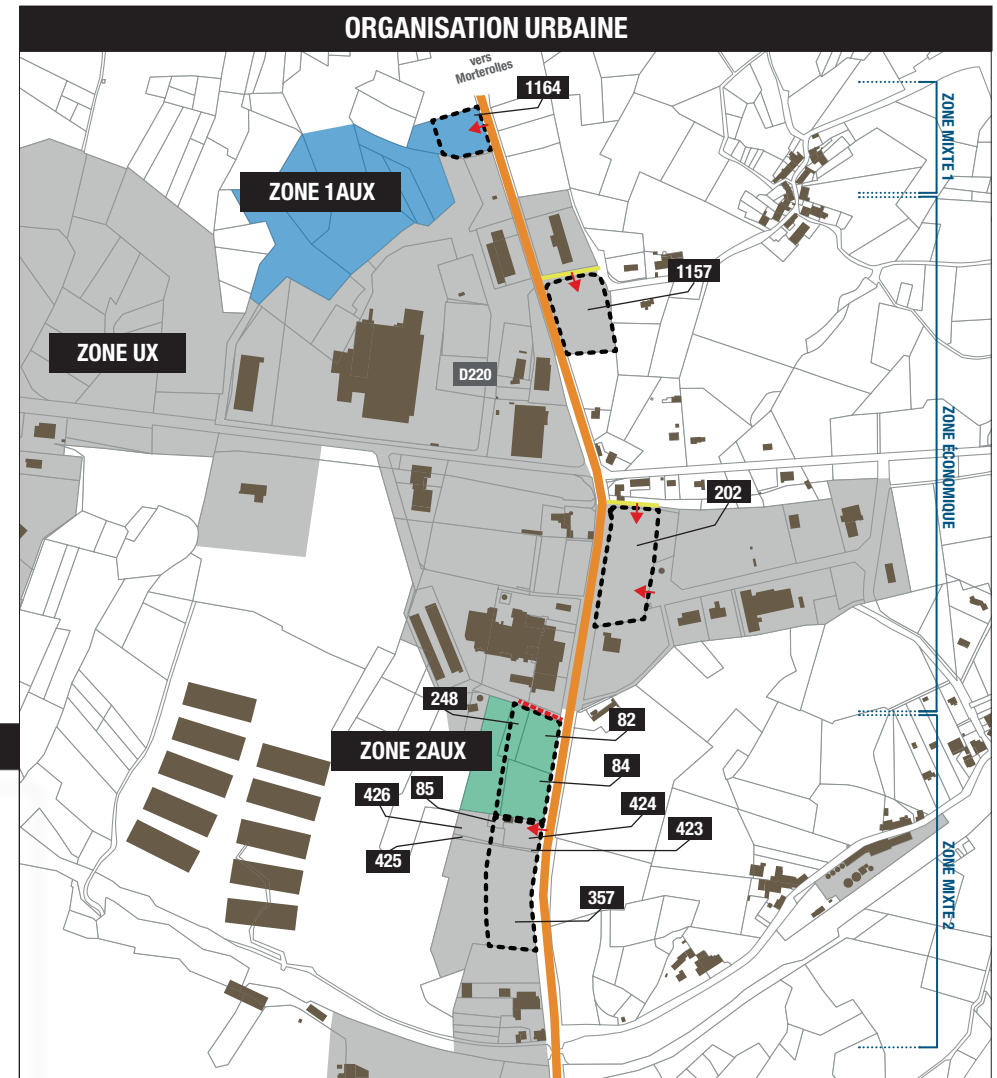 ORGANISATION URBAINE
vers
Morterolles
1164
ZONE MIXTE 1
ZONE 1AUX
1157
ZONE UX
D220
ZONE ÉCONOMIQUE
202
248
82
ZONE 2AUX
84
85
426
424
423
425
ZONE MIXTE 2
357